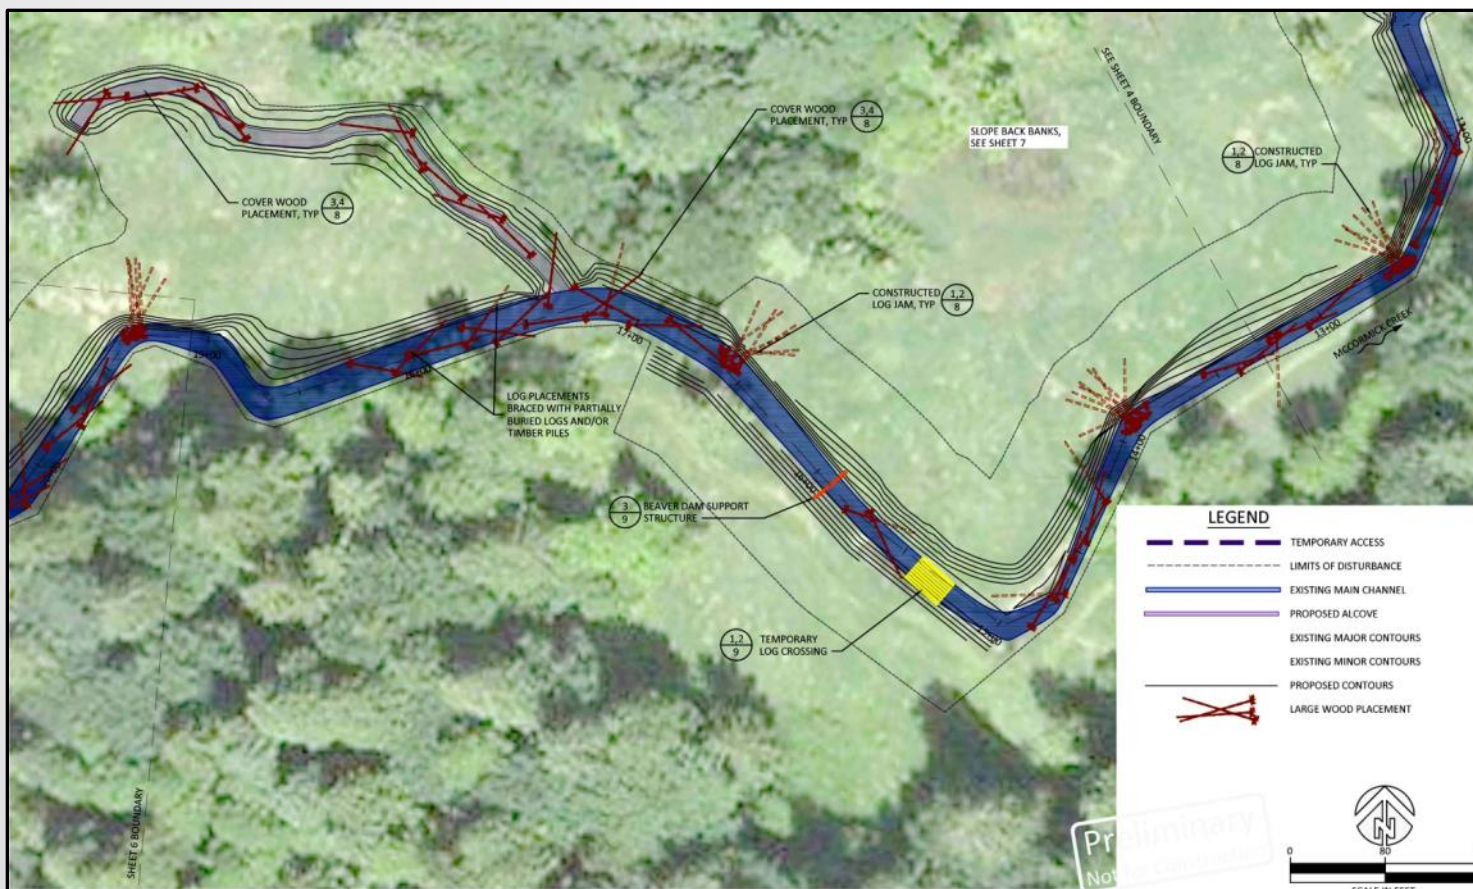 COVER WOOD
PLACEMENT, TYP
3,4
8
SEE SHEET 4 BOUNDARY
SLOPE BACK BANKS,
SEE SHEET 7
1,2
8
CONSTRUCTED
LOG JAM, TYP
COVER WOOD
PLACEMENT, TYP
3,4
8
CONSTRUCTED
LOG JAM, TYP
1,2
8
13+00
MCCORMICK CREEK
17+00
LOG PLACEMENTS
BRACED WITH PARTIALLY
BURIED LOGS AND/OR
TIMBER PILES
14+00
3
9
BEAVER DAM SUPPORT
STRUCTURE
1,2
9
TEMPORARY
LOG CROSSING
SHEET 6 BOUNDARY
LEGEND
TEMPORARY ACCESS
LIMITS OF DISTURBANCE
EXISTING MAIN CHANNEL
PROPOSED ALCOVE
EXISTING MAJOR CONTOURS
EXISTING MINOR CONTOURS
PROPOSED CONTOURS
LARGE WOOD PLACEMENT
Preliminary
Not
0
80
SCALE IN FEET